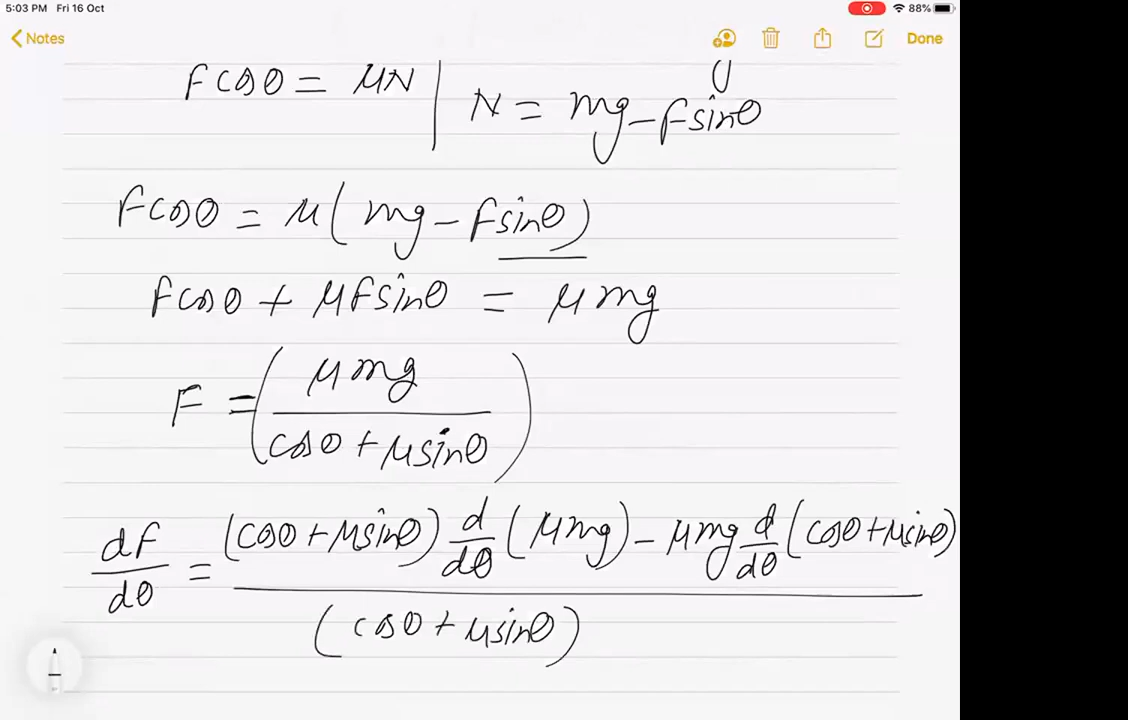 5:03 PM Fri 16 Oct 88%
Notes Done
Fcosθ = μN | N = mg - Fsinθ
Fcosθ = μ(mg - Fsinθ)
Fcosθ + μFsinθ = μmg
F = (μmg / cosθ + μsinθ)
dF/dθ = (cosθ + μsinθ) d/dθ (μmg) - μmg d/dθ (cosθ + μsinθ) / (cosθ + μsinθ)